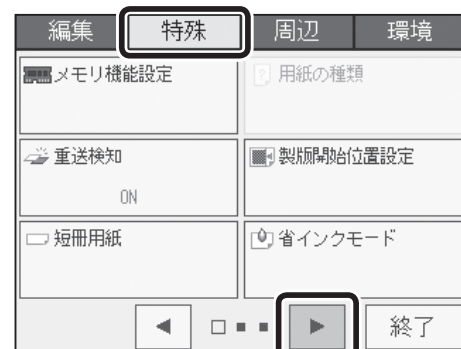 編集 特殊 周辺 環境
メモリ機能設定 用紙の種類
重送検知 製版開始位置設定
ON
短冊用紙 省インクモード
終了